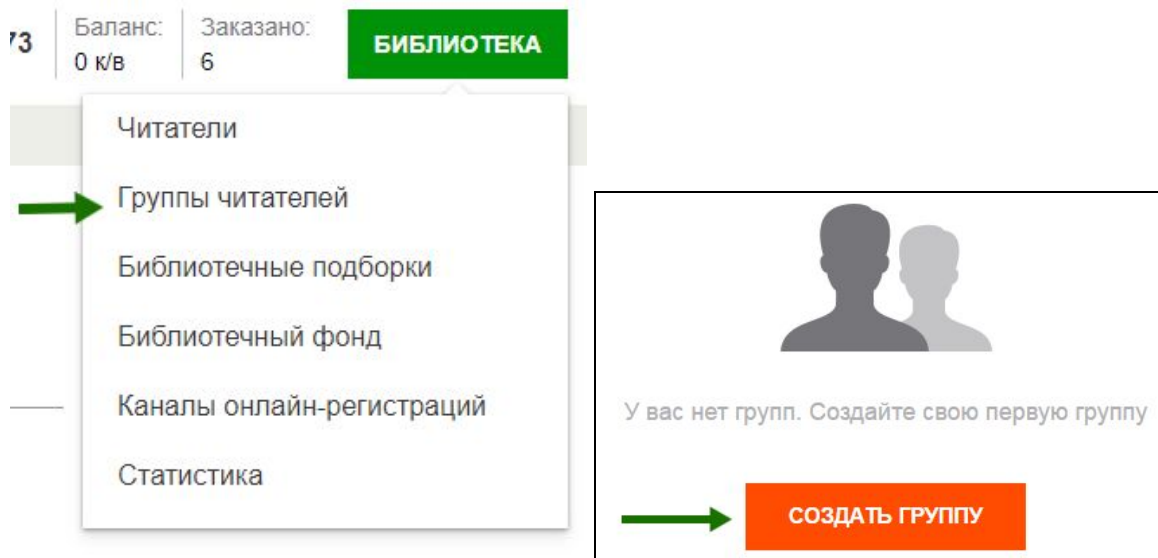 73
Баланс:
0 к/в
Заказано:
6
БИБЛИОТЕКА
Читатели
Группы читателей
Библиотечные подборки
Библиотечный фонд
Каналы онлайн-регистраций
Статистика
У вас нет групп. Создайте свою первую группу
СОЗДАТЬ ГРУППУ